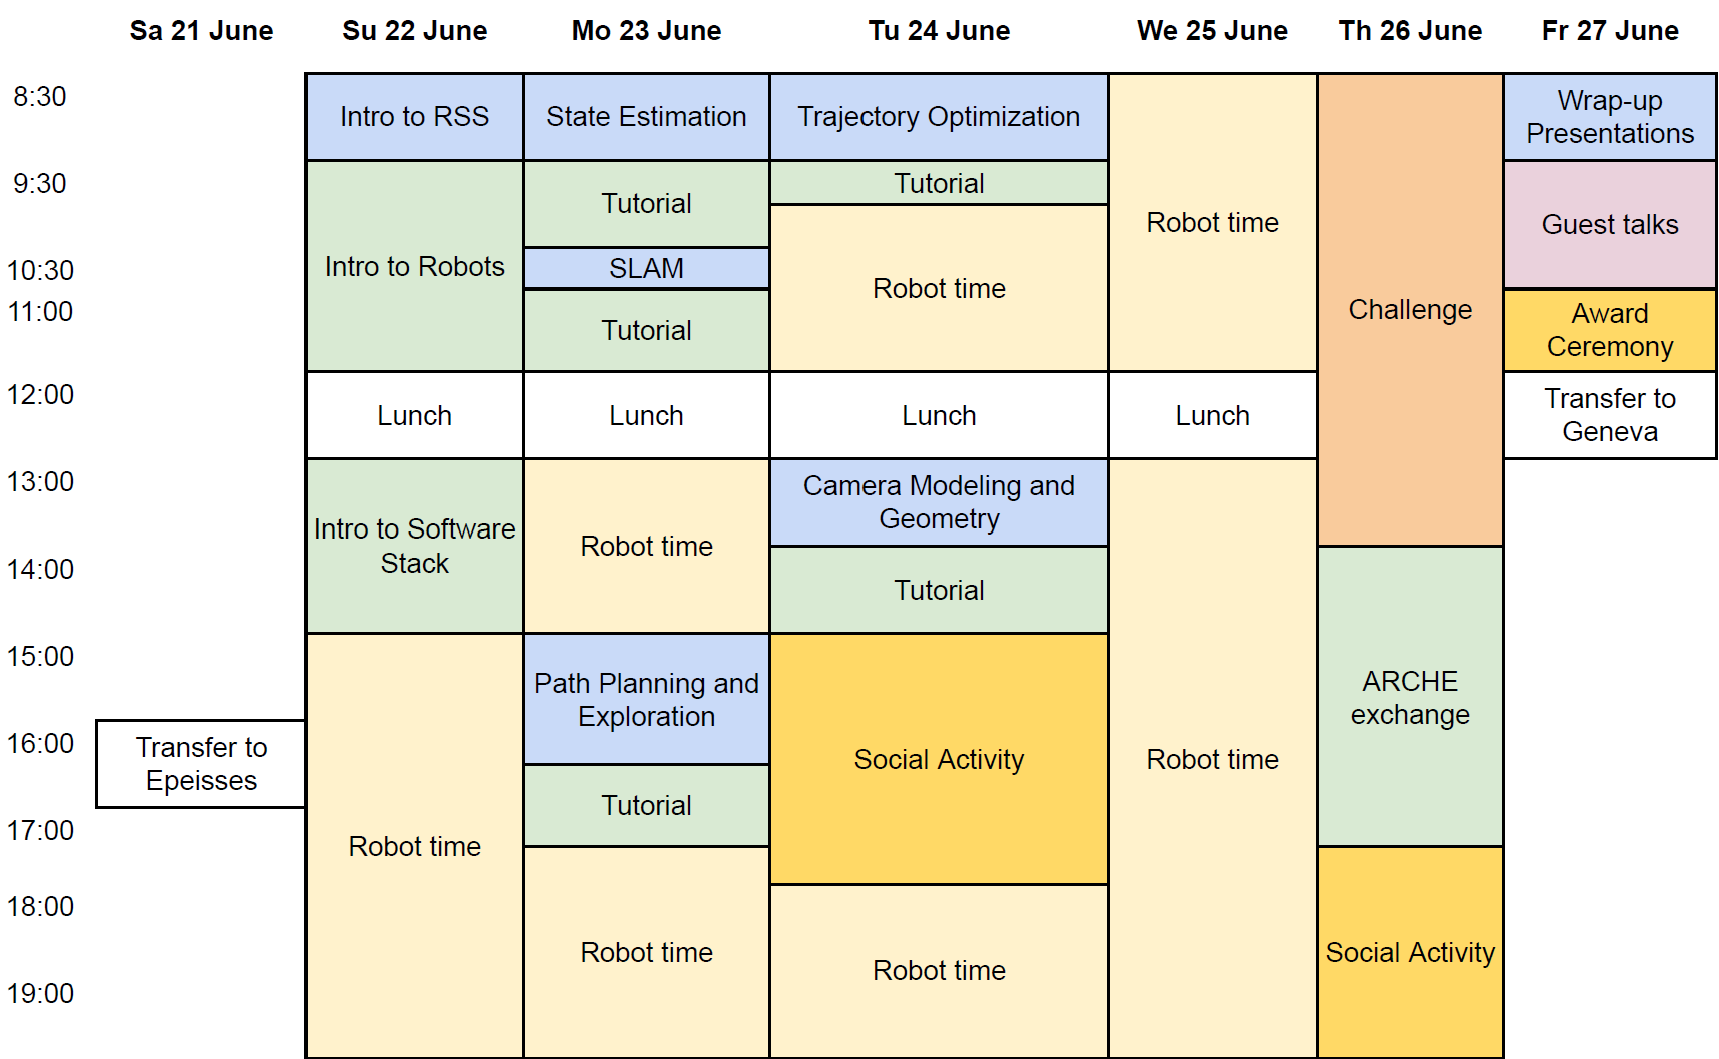 Sa 21 June
Su 22 June
Mo 23 June
Tu 24 June
We 25 June
Th 26 June
Fr 27 June
8:30
Intro to RSS
State Estimation
Trajectory Optimization
Wrap-up
Presentations
9:30
Tutorial
Tutorial
Robot time
Guest talks
Intro to Robots
10:30
SLAM
Robot time
11:00
Tutorial
Challenge
Award
Ceremony
12:00
Lunch
Lunch
Lunch
Lunch
Transfer to
Geneva
13:00
Camera Modeling and
Geometry
Intro to Software
Stack
Robot time
14:00
Tutorial
15:00
Path Planning and
Exploration
ARCHE
exchange
16:00
Transfer to
Epeisses
Social Activity
Robot time
17:00
Tutorial
Robot time
18:00
Robot time
Robot time
Social Activity
19:00